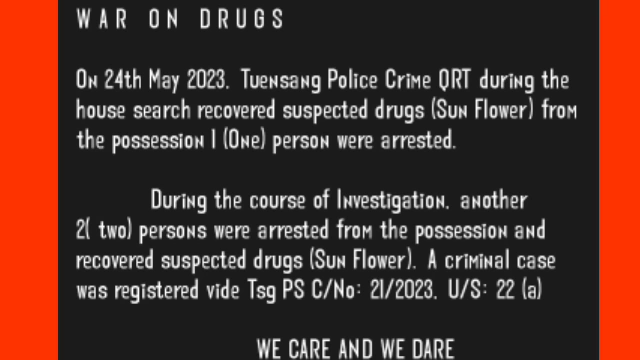 WAR ON DRUGS
On 24th May 2023. Tuensang Police Crime QRT during the
house search recovered suspected drugs (Sun Flower) from
the possession 1 (One) person were arrested.
During the course of Investigation. another
2( two) persons were arrested from the possession and
recovered suspected drugs (Sun Flower). A criminal case
was registered vide Tsg PS C/No: 21/2023. U/S: 22 (a)
WE CARE AND WE DARE